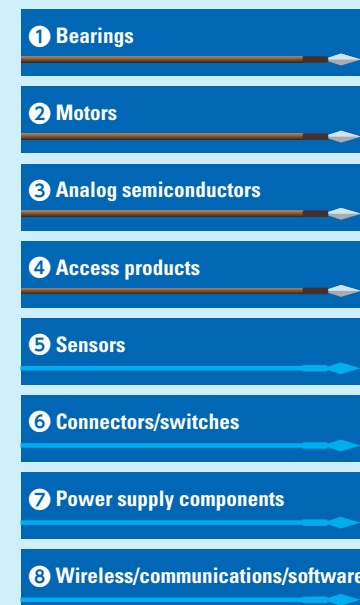 ❶ Bearings
❷ Motors
❸ Analog semiconductors
❹ Access products
❺ Sensors
❻ Connectors/switches
❼ Power supply components
❽ Wireless/communications/software